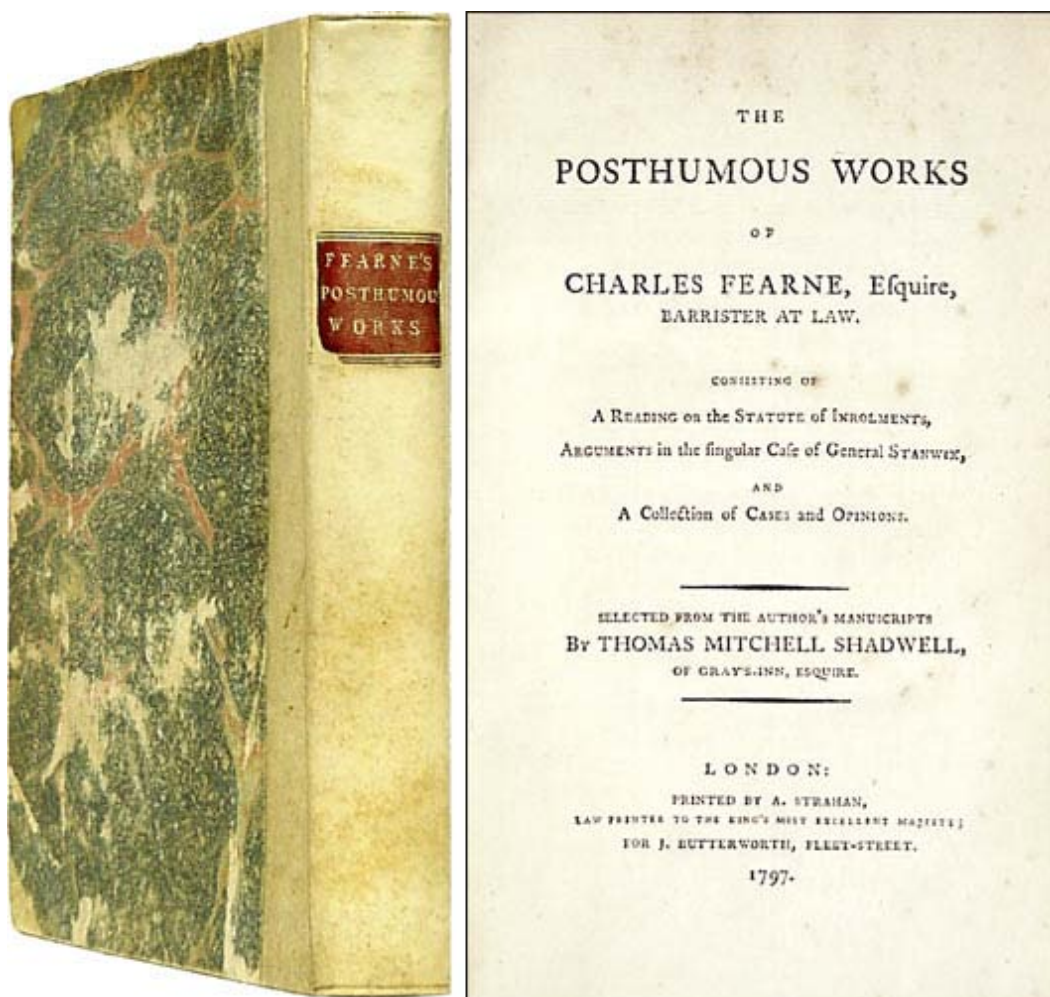 FEARNE'S
POSTHUMOU
WORKS
THE
POSTHUMOUS WORKS
OF
CHARLES FEARNE, Eſquire,
BARRISTER AT LAW.
CONSISTING OF
A READING on the STATUTE of INROLMENTS,
ARGUMENTS in the ſingular Caſe of General STANWIX,
AND
A Collection of CASES and OPINIONS.
SELECTED FROM THE AUTHOR'S MANUSCRIPTS
BY THOMAS MITCHELL SHADWELL,
OF GRAY'S-INN, ESQUIRE.
LONDON:
PRINTED BY A. STRAHAN,
LAW PRINTER TO THE KING'S MOST EXCELLENT MAJESTY;
FOR J. BUTTERWORTH, FLEET-STREET.
1797.